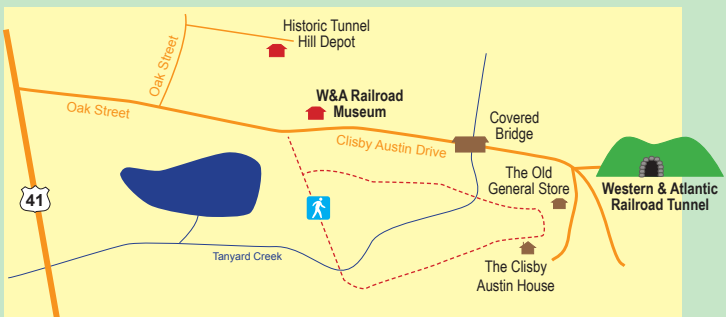 Historic Tunnel
Hill Depot
Oak Street
Oak Street
W&A Railroad
Museum
Covered
Bridge
Clisby Austin Drive
The Old
General Store
Western & Atlantic
Railroad Tunnel
41
Tanyard Creek
The Clisby
Austin House